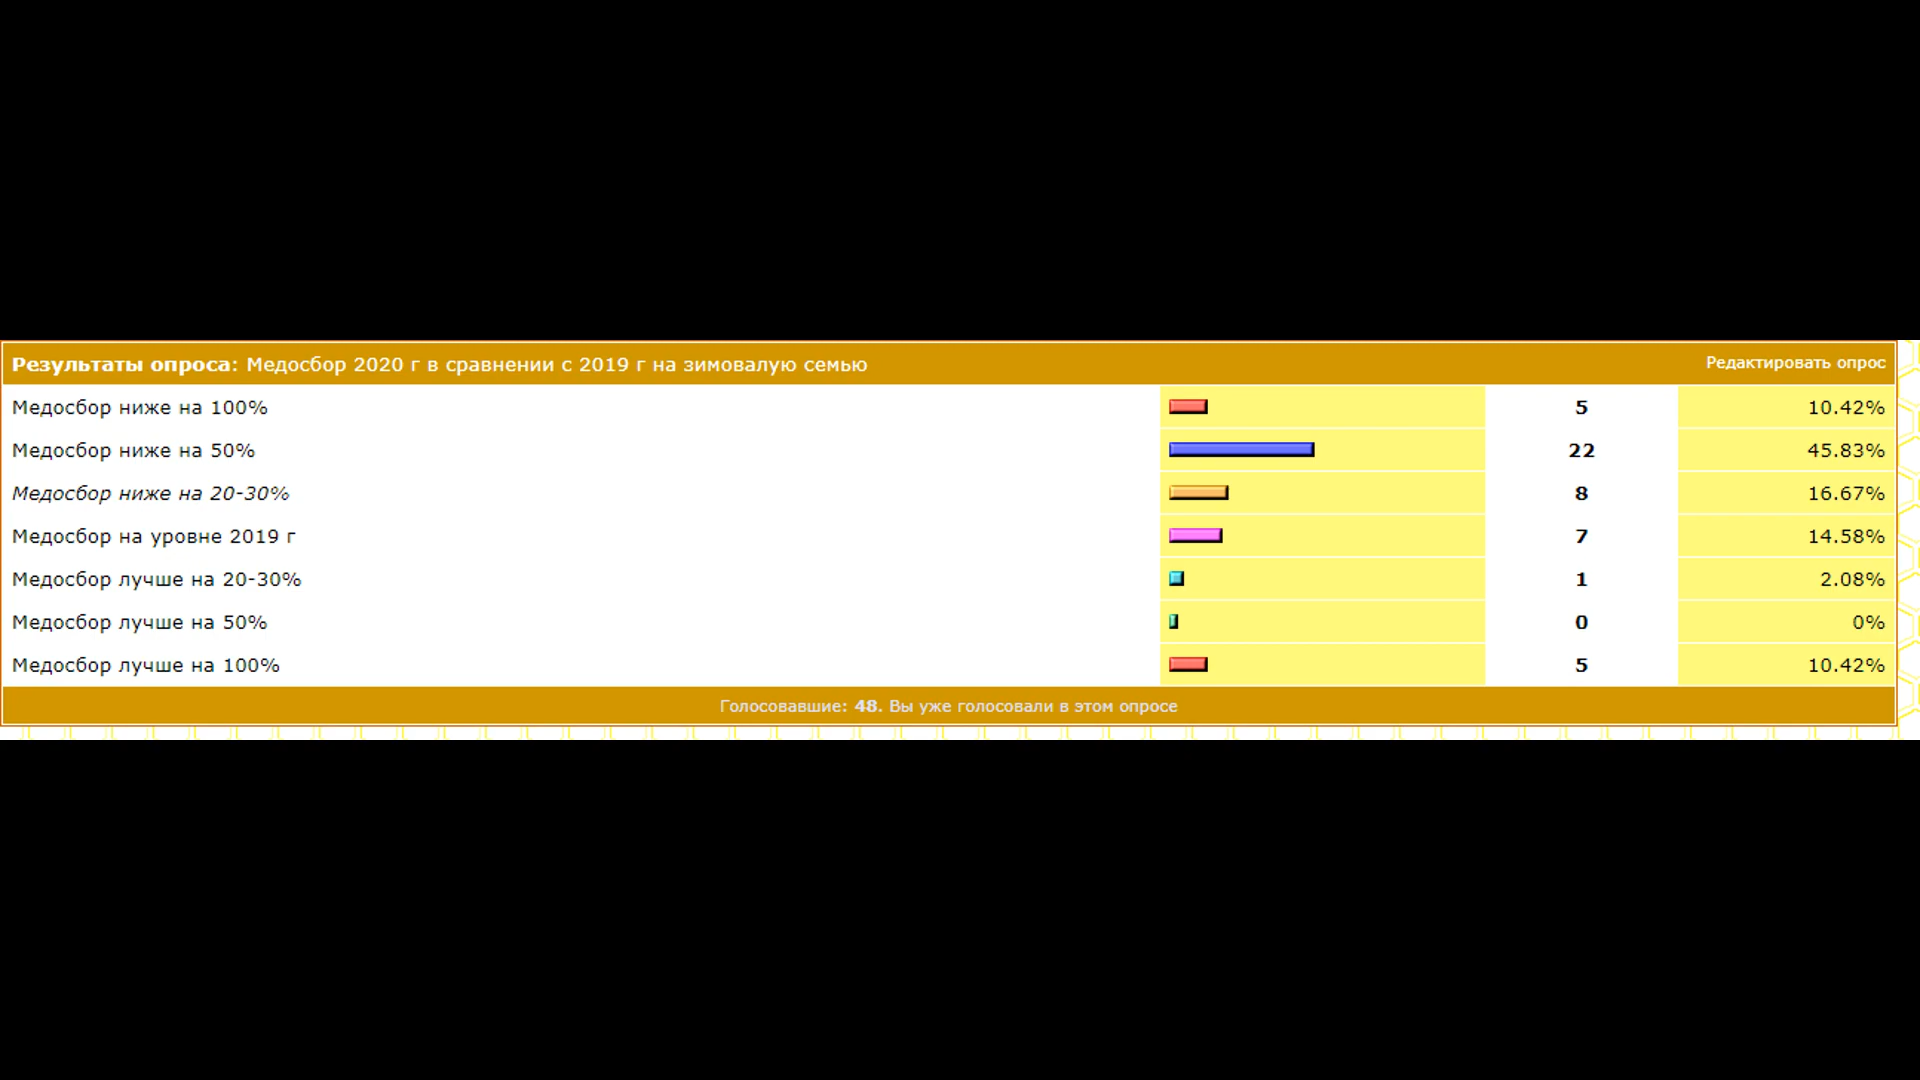 Результаты опроса: Медосбор 2020 г в сравнении с 2019 г на зимовалую семью Редактировать опрос
Медосбор ниже на 100% 5 10.42%
Медосбор ниже на 50% 22 45.83%
Медосбор ниже на 20-30% 8 16.67%
Медосбор на уровне 2019 г 7 14.58%
Медосбор лучше на 20-30% 1 2.08%
Медосбор лучше на 50% 0 0%
Медосбор лучше на 100% 5 10.42%
Голосовавшие: 48. Вы уже голосовали в этом опросе